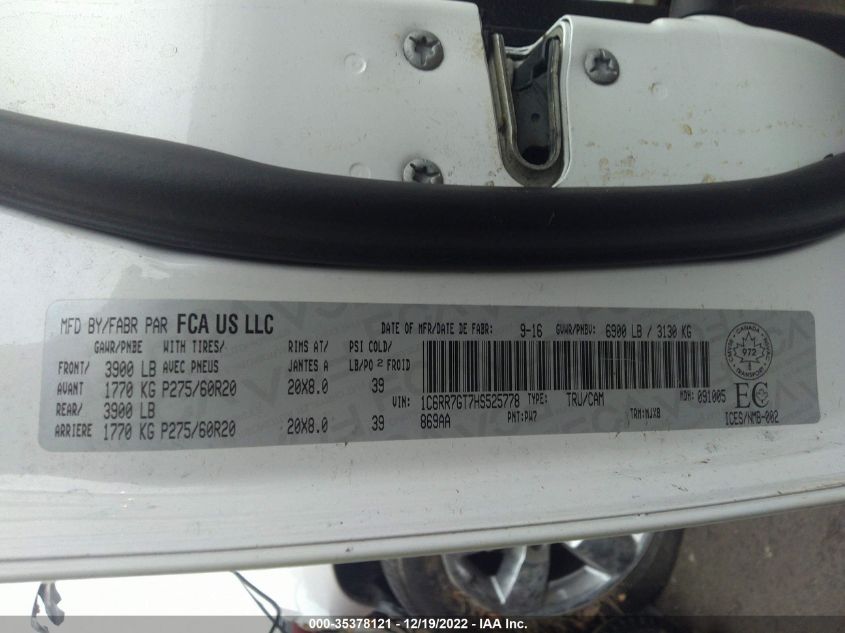 MFD BY/FABR PAR FCA US LLC
DATE OF MFR/DATE DE FABR: 9-16 GVWR/PNBV: 6900 LB / 3130 KG
GAWR/PNBE WITH TIRES/ RIMS AT/ PSI COLD/
FRONT/ 3900 LB AVEC PNEUS JANTES A LB/PO 2 FROID
AVANT 1770 KG P275/60R20 20X8.0 39
REAR/ 3900 LB
ARRIERE 1770 KG P275/60R20 20X8.0 39
VIN: 1C6RR7GT7HS525778 TYPE: TRU/CAM MDH: 091005
869AA PNT: PW7 TRM: MJX8
CANADA
972
TRANSPORT
EC
ICES/NMB-002
000-35378121 - 12/19/2022 - IAA Inc.